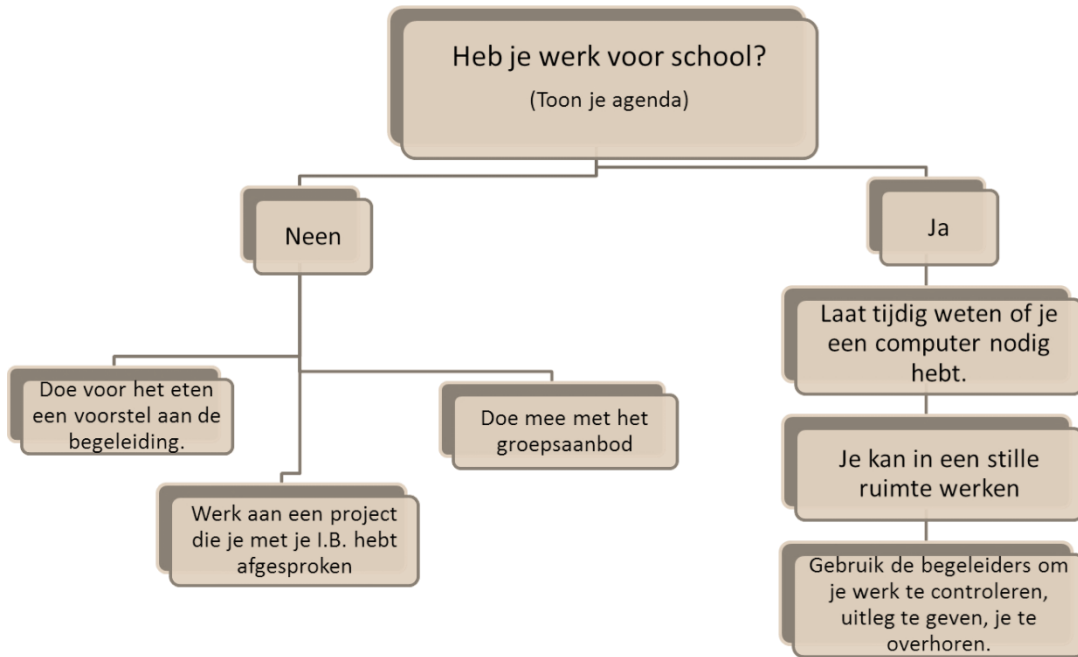 Heb je werk voor school?
(Toon je agenda)
Neen
Ja
Doe voor het eten
een voorstel aan de
begeleiding.
Werk aan een project
die je met je I.B. hebt
afgesproken
Doe mee met het
groepsaanbod
Laat tijdig weten of je
een computer nodig
hebt.
Je kan in een stille
ruimte werken
Gebruik de begeleiders om
je werk te controleren,
uitleg te geven, je te
overhoren.